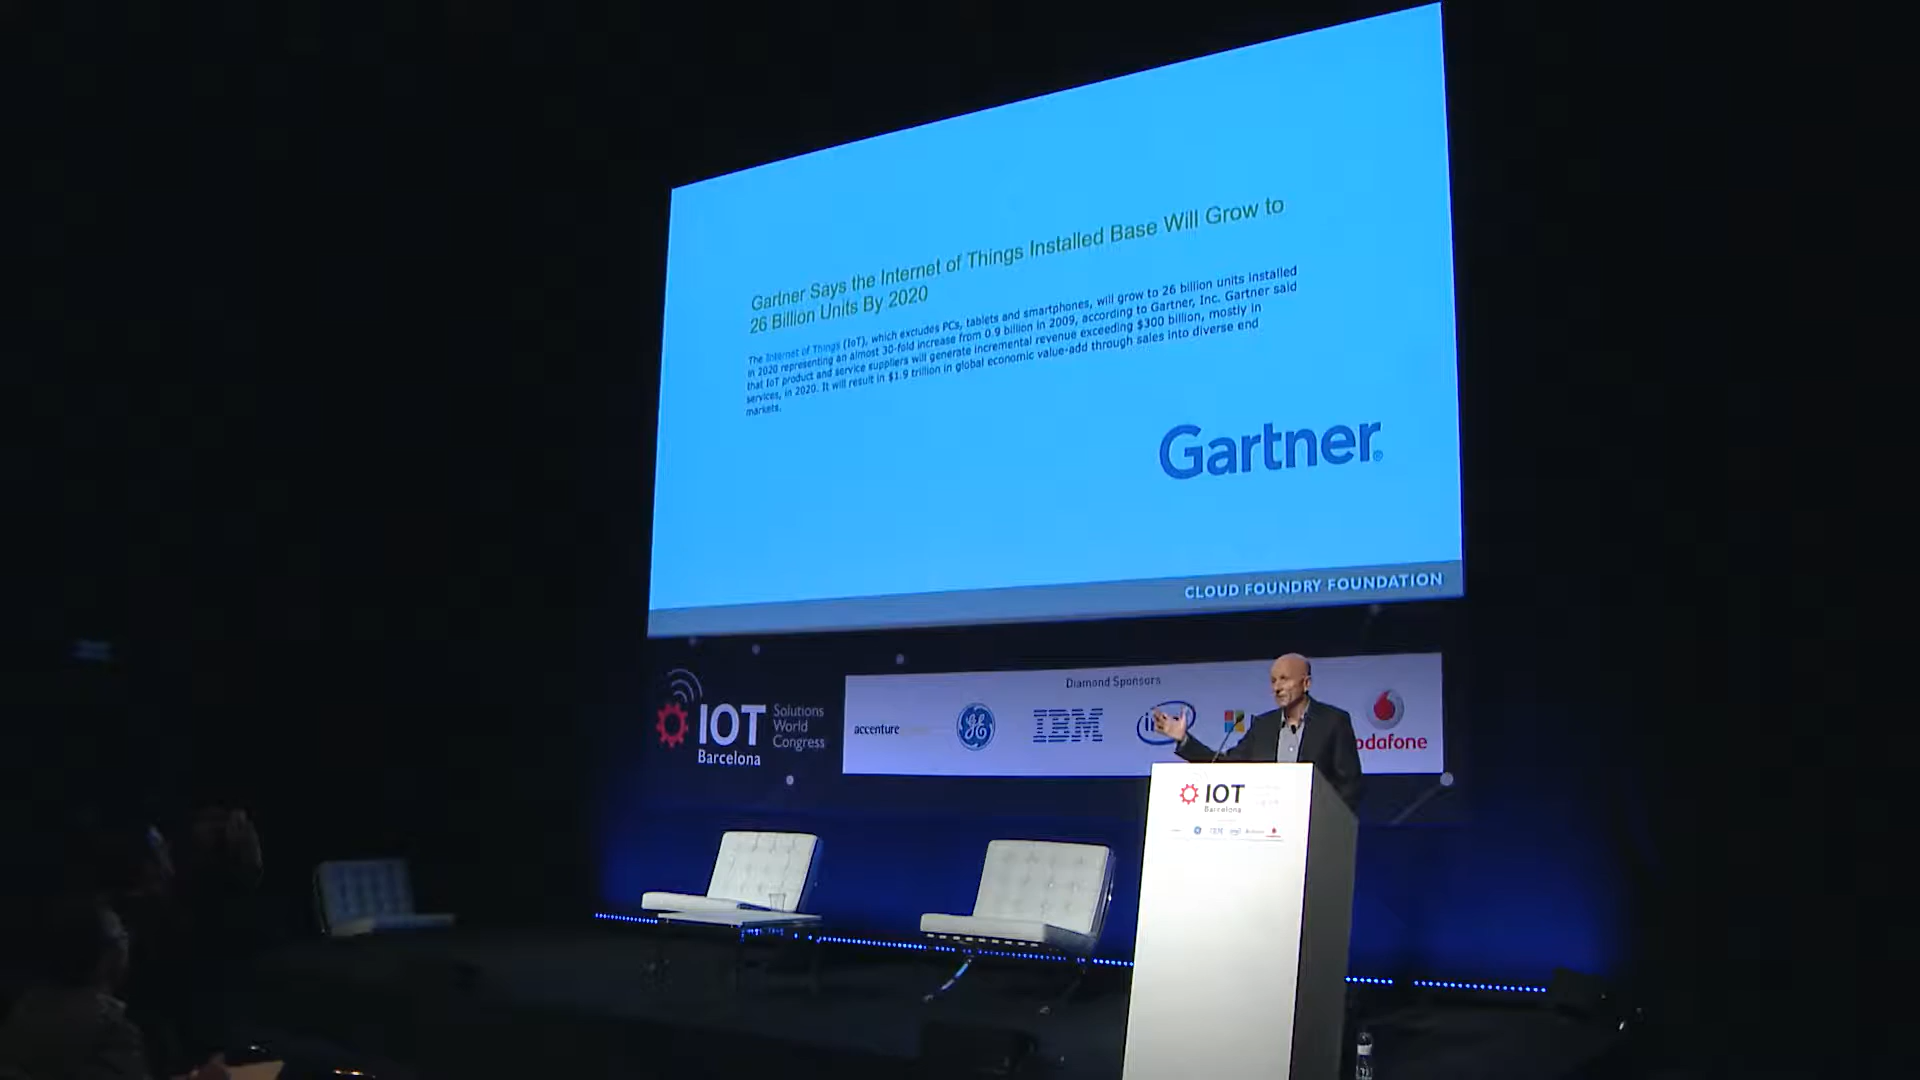 Gartner Says the Internet of Things Installed Base Will Grow to
26 Billion Units By 2020
The Internet of Things (IoT), which excludes PCs, tablets and smartphones, will grow to 26 billion units installed
in 2020 representing an almost 30-fold increase from 0.9 billion in 2009, according to Gartner, Inc. Gartner said
that IoT product and service suppliers will generate incremental revenue exceeding $300 billion, mostly in
services, in 2020. It will result in $1.9 trillion in global economic value-add through sales into diverse end
markets.
Gartner®
CLOUD FOUNDRY FOUNDATION
IOT
Barcelona
Solutions
World
Congress
Diamond Sponsors
accenture
GE
IBM
odafone
IOT
Barcelona
IBM